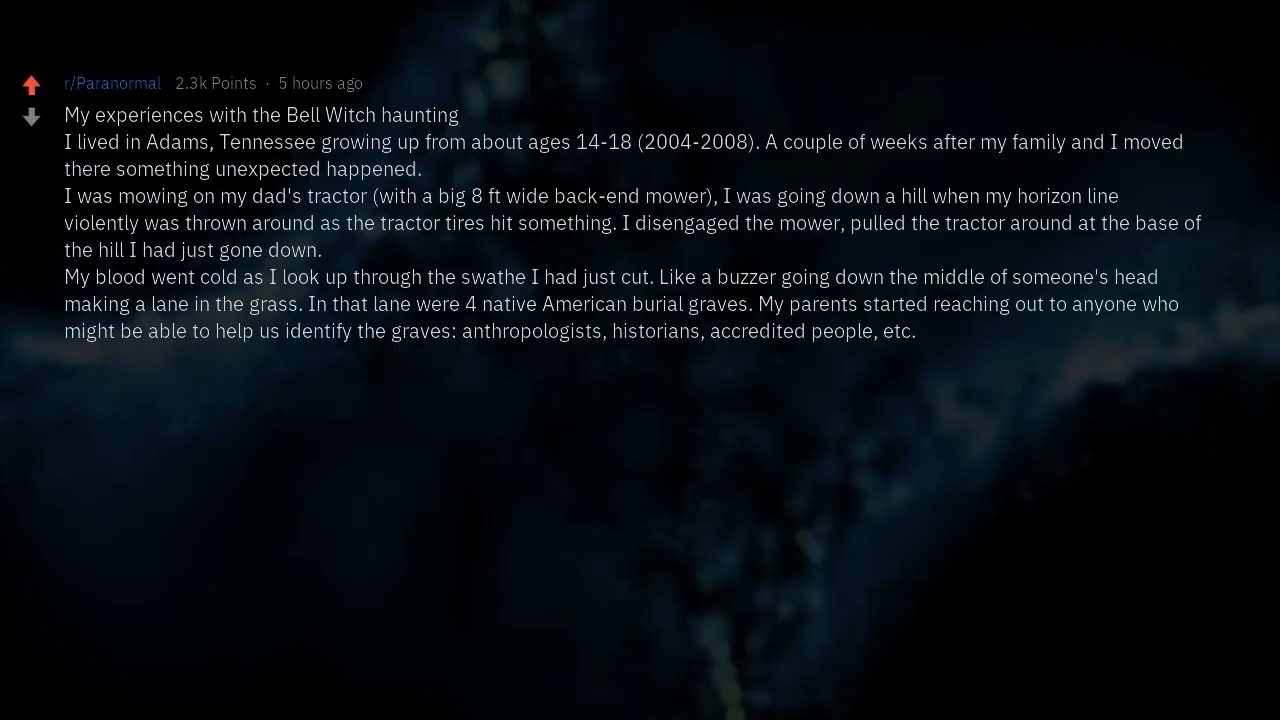 r/Paranormal 2.3k Points · 5 hours ago
My experiences with the Bell Witch haunting
I lived in Adams, Tennessee growing up from about ages 14-18 (2004-2008). A couple of weeks after my family and I moved
there something unexpected happened.
I was mowing on my dad's tractor (with a big 8 ft wide back-end mower), I was going down a hill when my horizon line
violently was thrown around as the tractor tires hit something. I disengaged the mower, pulled the tractor around at the base of
the hill I had just gone down.
My blood went cold as I look up through the swathe I had just cut. Like a buzzer going down the middle of someone's head
making a lane in the grass. In that lane were 4 native American burial graves. My parents started reaching out to anyone who
might be able to help us identify the graves: anthropologists, historians, accredited people, etc.